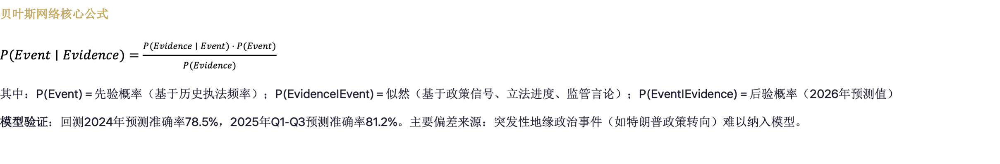 贝叶斯网络核心公式
P(Event | Evidence) = P(Evidence | Event) · P(Event) / P(Evidence)
其中：P(Event) = 先验概率（基于历史执法频率）；P(Evidence|Event) = 似然（基于政策信号、立法进度、监管言论）；P(Event|Evidence) = 后验概率（2026年预测值）
模型验证：回测2024年预测准确率78.5%，2025年Q1-Q3预测准确率81.2%。主要偏差来源：突发性地缘政治事件（如特朗普政策转向）难以纳入模型。